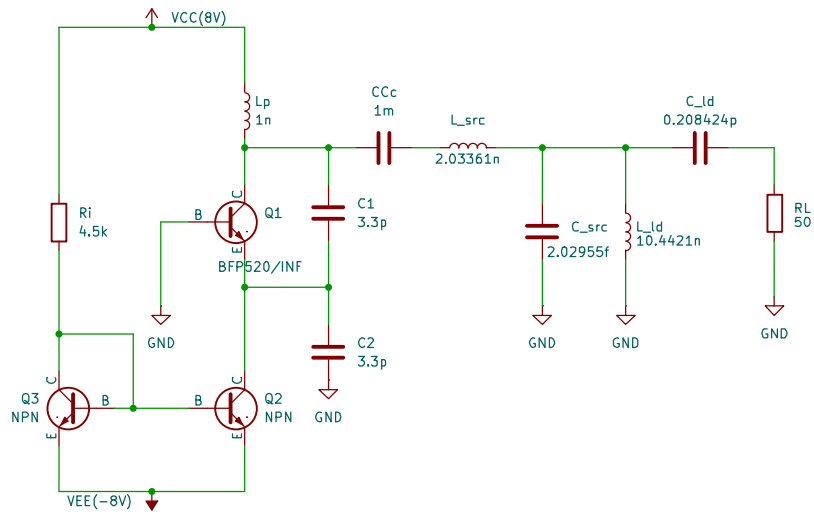 VCC(8V)
Lp
1n
CCc
1m
L_src
2.03361n
C_ld
0.208424p
C
B
Q1
E
BFP520/INF
C1
3.3p
Ri
4.5k
C_src
2.02955f
L_ld
10.4421n
RL
50
GND
GND
GND
GND
C2
3.3p
GND
C
Q3
NPN
B
E
C
B
Q2
NPN
E
VEE(-8V)